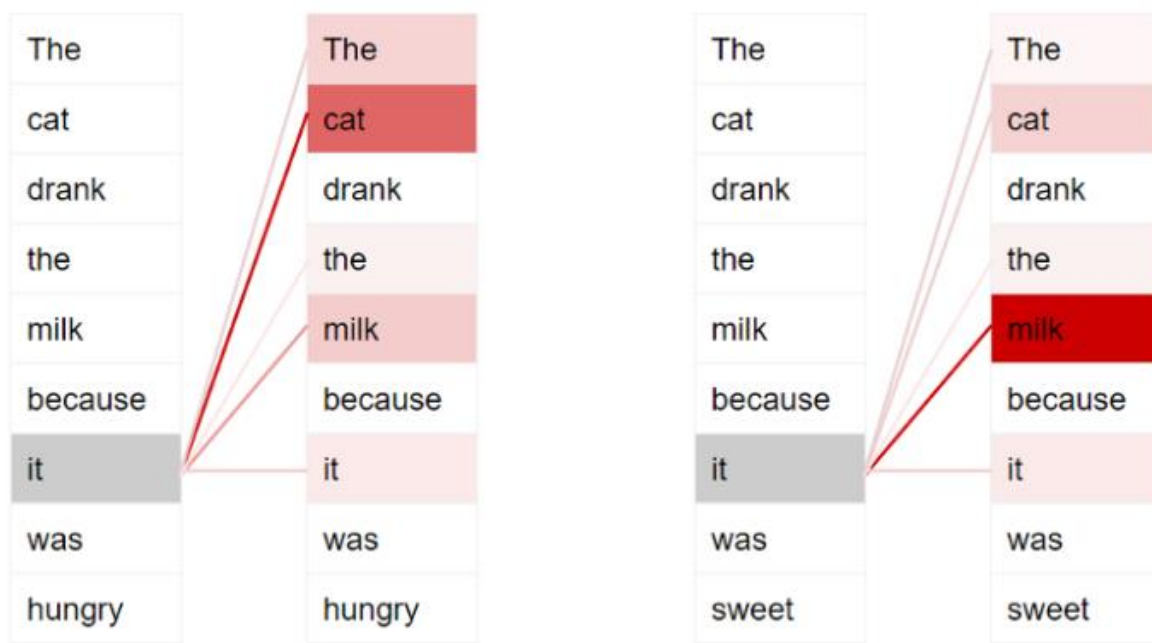 The The The The
cat cat cat cat
drank drank drank drank
the the the the
milk milk milk milk
because because because because
it it it it
was was was was
hungry hungry sweet sweet